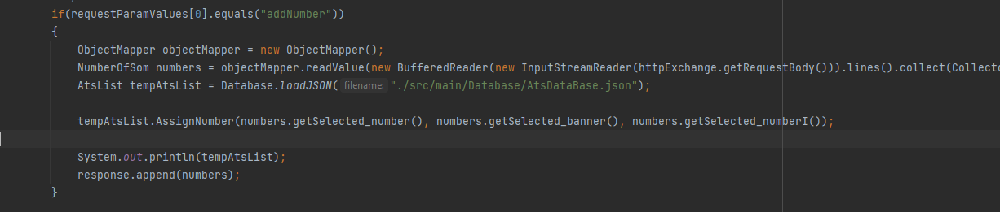 if(requestParamValues[0].equals("addNumber"))
{
ObjectMapper objectMapper = new ObjectMapper();
NumberOfSom numbers = objectMapper.readValue(new BufferedReader(new InputStreamReader(httpExchange.getRequestBody())).lines().collect(Collecto
AtsList tempAtsList = Database.loadJSON( filename: "./src/main/Database/AtsDataBase.json");
tempAtsList.AssignNumber(numbers.getSelected_number(), numbers.getSelected_banner(), numbers.getSelected_numberI());
System.out.println(tempAtsList);
response.append(numbers);
}